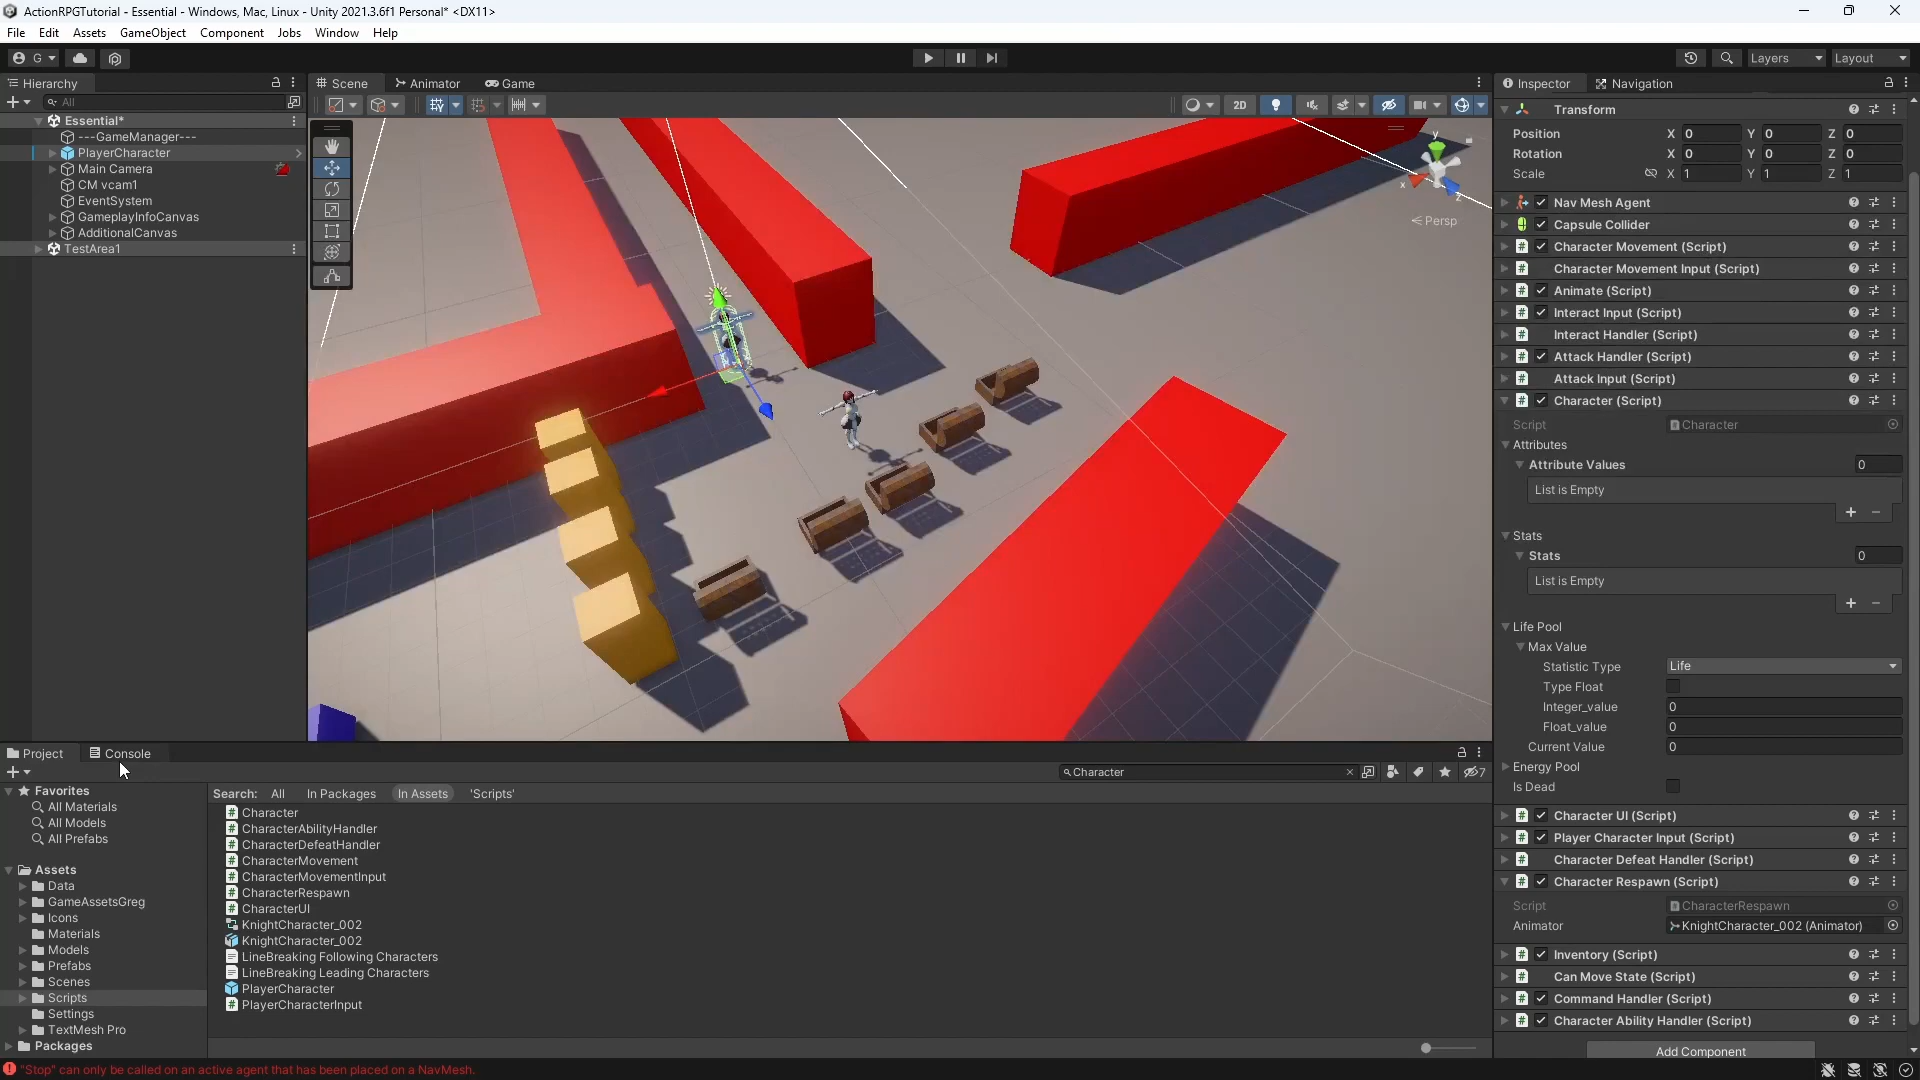 ActionRPGTutorial - Essential - Windows, Mac, Linux - Unity 2021.3.6f1 Personal* <DX11>
File Edit Assets GameObject Component Jobs Window Help
G Layers Layout
Hierarchy Scene Animator Game Inspector Navigation
All 2D
Essential*
---GameManager---
PlayerCharacter
Main Camera
CM vcam1
EventSystem
GameplayInfoCanvas
AdditionalCanvas
TestArea1
y
x
z
Persp
Transform
Position X 0 Y 0 Z 0
Rotation X 0 Y 0 Z 0
Scale X 1 Y 1 Z 1
Nav Mesh Agent
Capsule Collider
Character Movement (Script)
Character Movement Input (Script)
Animate (Script)
Interact Input (Script)
Interact Handler (Script)
Attack Handler (Script)
Attack Input (Script)
Character (Script)
Script Character
Attributes
Attribute Values 0
List is Empty
Stats
Stats 0
List is Empty
Life Pool
Max Value
Statistic Type Life
Type Float
Integer_value 0
Float_value 0
Current Value 0
Energy Pool
Is Dead
Character UI (Script)
Player Character Input (Script)
Character Defeat Handler (Script)
Character Respawn (Script)
Script CharacterRespawn
Animator KnightCharacter_002 (Animator)
Inventory (Script)
Can Move State (Script)
Command Handler (Script)
Character Ability Handler (Script)
Add Component
Project Console
Character 7
Favorites
All Materials
All Models
All Prefabs
Assets
Data
GameAssetsGreg
Icons
Materials
Models
Prefabs
Scenes
Scripts
Settings
TextMesh Pro
Packages
Search: All In Packages In Assets 'Scripts'
Character
CharacterAbilityHandler
CharacterDefeatHandler
CharacterMovement
CharacterMovementInput
CharacterRespawn
CharacterUI
KnightCharacter_002
KnightCharacter_002
LineBreaking Following Characters
LineBreaking Leading Characters
PlayerCharacter
PlayerCharacterInput
"Stop" can only be called on an active agent that has been placed on a NavMesh.